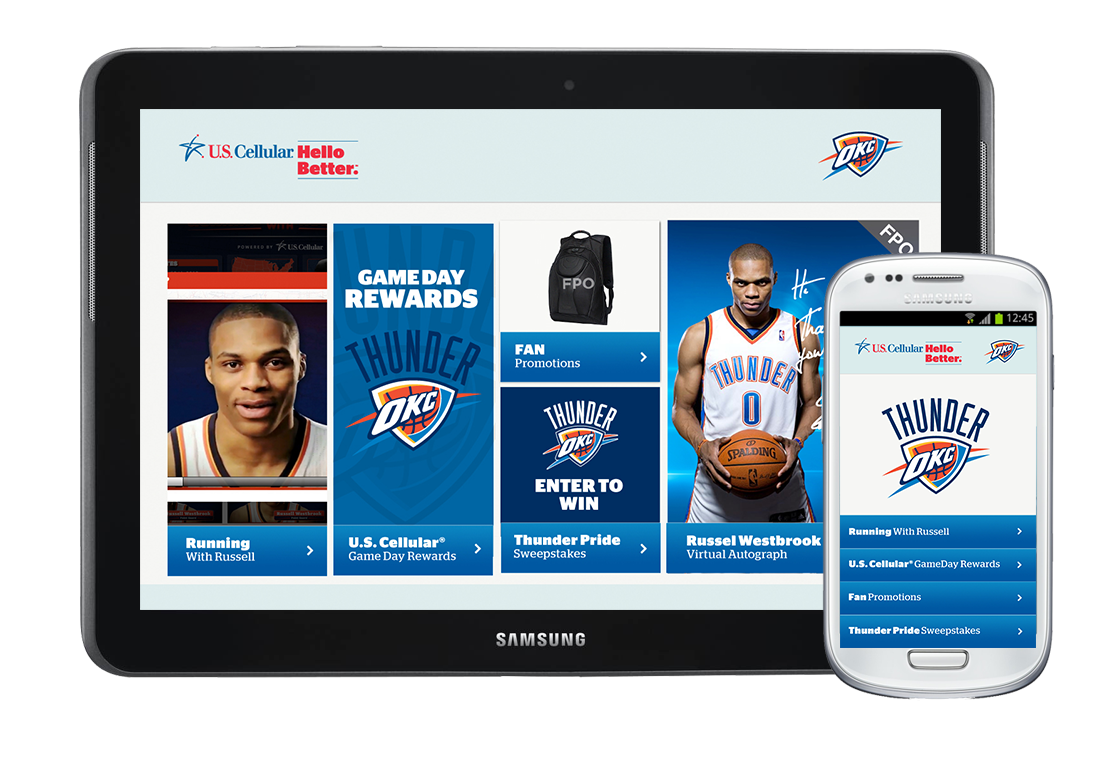 U.S. Cellular Hello
Better.
OKC
WITH
POWERED BY U.S. Cellular
GAME DAY
REWARDS
THUNDER
OKC
Running
With Russell
U.S. Cellular®
Game Day Rewards
FPO
FAN
Promotions
THUNDER
OKC
ENTER TO
WIN
Thunder Pride
Sweepstakes
FPO
THUNDER
0
SPALDING
Russel Westbrook
Virtual Autograph
SAMSUNG
SAMSUNG
12:45
U.S. Cellular Hello
Better.
OKC
THUNDER
OKC
Running With Russell
U.S. Cellular® GameDay Rewards
Fan Promotions
Thunder Pride Sweepstakes